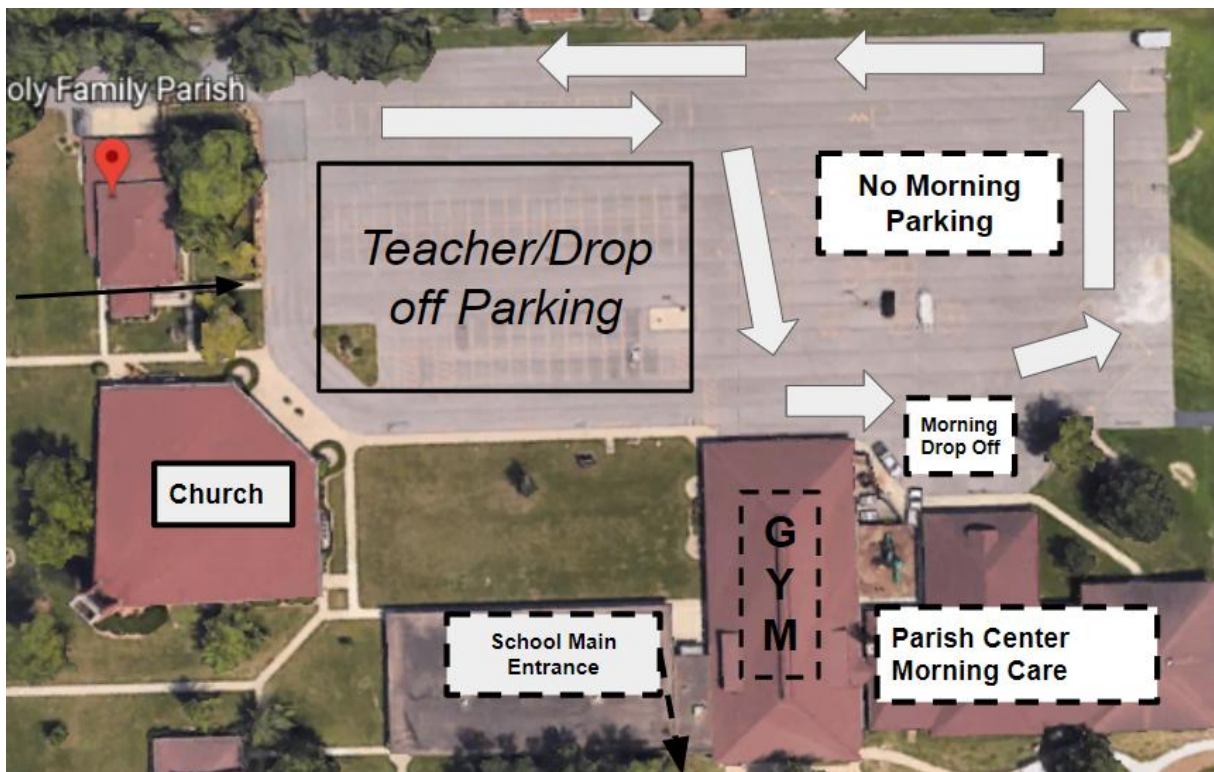 oly Family Parish
No Morning
Parking
Teacher/Drop
off Parking
Morning
Drop Off
Church
G
Y
M
School Main
Entrance
Parish Center
Morning Care